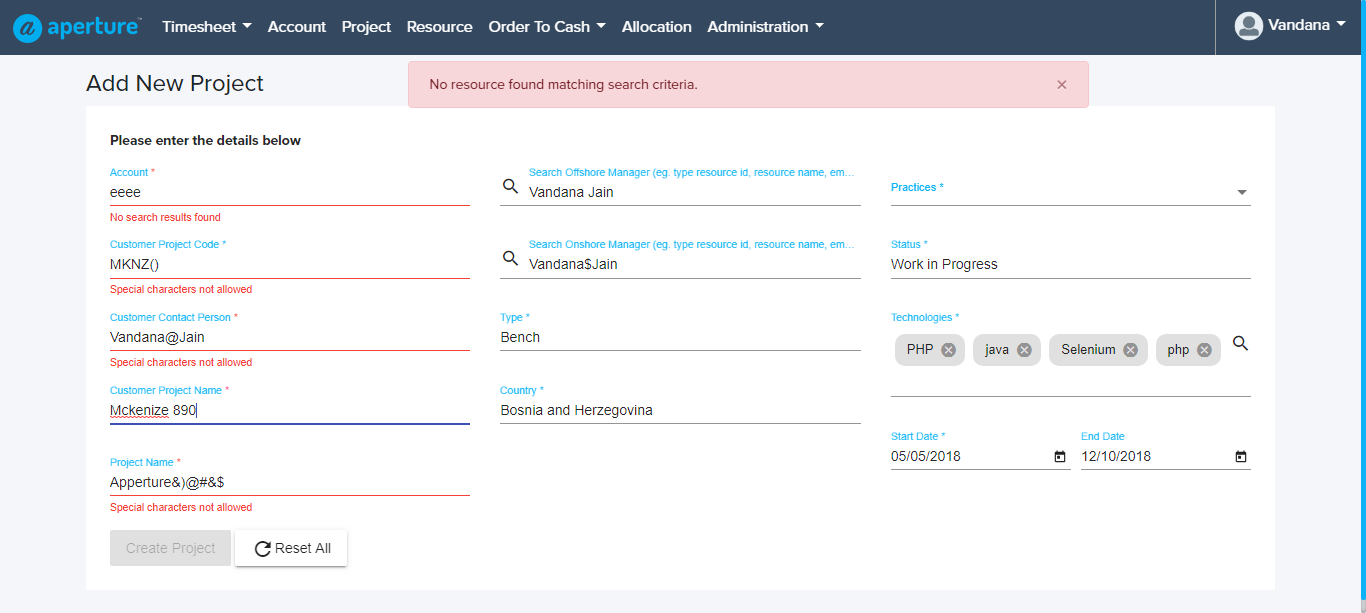 aperture™ Timesheet Account Project Resource Order To Cash Allocation Administration Vandana
Add New Project
No resource found matching search criteria. ×
Please enter the details below
Account *
eeee
No search results found
Customer Project Code *
MKNZ()
Special characters not allowed
Customer Contact Person *
Vandana@Jain
Special characters not allowed
Customer Project Name *
Mckenize 890
Project Name *
Apperture&)@#&$
Special characters not allowed
Search Offshore Manager (eg. type resource id, resource name, em...
Vandana Jain
Search Onshore Manager (eg. type resource id, resource name, em...
Vandana$Jain
Type *
Bench
Country *
Bosnia and Herzegovina
Practices *
Status *
Work in Progress
Technologies *
PHP java Selenium php
Start Date * End Date
05/05/2018 12/10/2018
Create Project Reset All